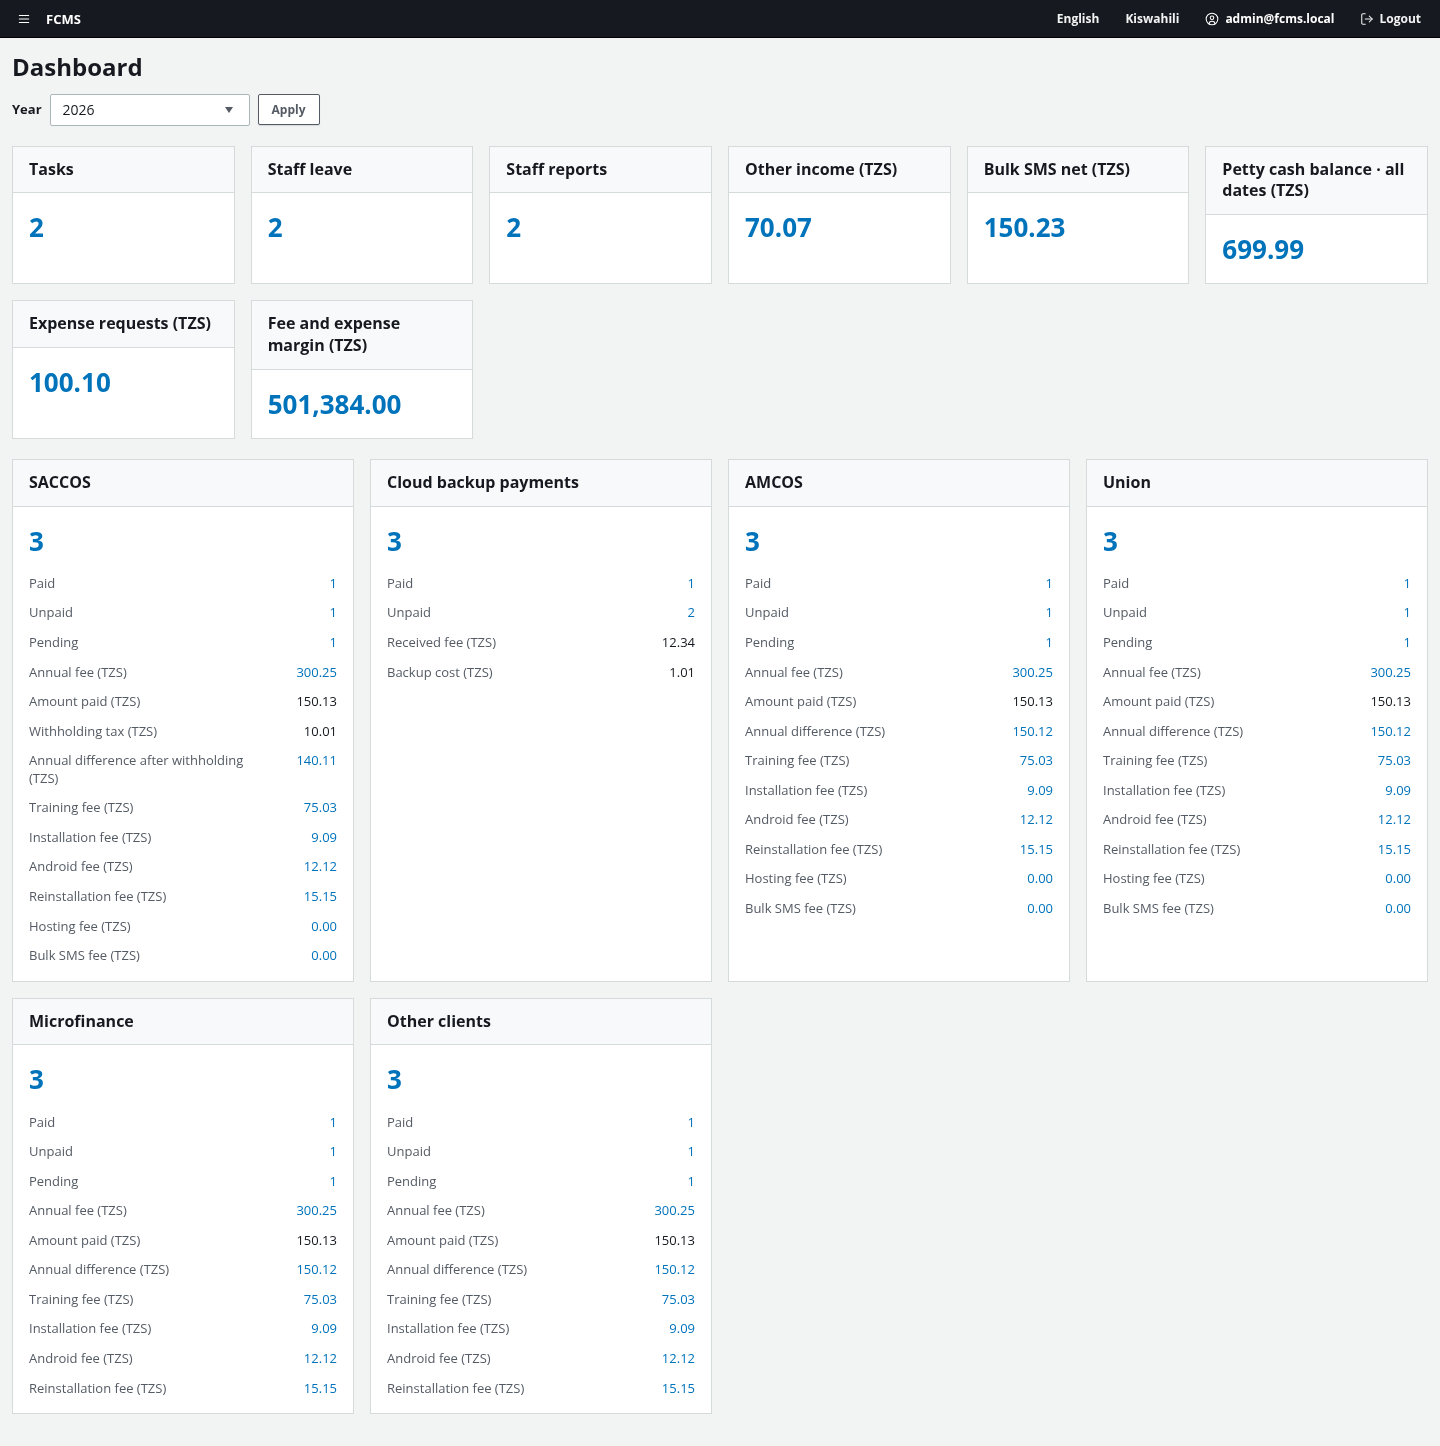 FCMS
English Kiswahili admin@fcms.local Logout
Dashboard
Year 2026 Apply
Tasks
2
Staff leave
2
Staff reports
2
Other income (TZS)
70.07
Bulk SMS net (TZS)
150.23
Petty cash balance · all
dates (TZS)
699.99
Expense requests (TZS)
100.10
Fee and expense
margin (TZS)
501,384.00
SACCOS
3
Paid 1
Unpaid 1
Pending 1
Annual fee (TZS) 300.25
Amount paid (TZS) 150.13
Withholding tax (TZS) 10.01
Annual difference after withholding 140.11
(TZS)
Training fee (TZS) 75.03
Installation fee (TZS) 9.09
Android fee (TZS) 12.12
Reinstallation fee (TZS) 15.15
Hosting fee (TZS) 0.00
Bulk SMS fee (TZS) 0.00
Cloud backup payments
3
Paid 1
Unpaid 2
Received fee (TZS) 12.34
Backup cost (TZS) 1.01
AMCOS
3
Paid 1
Unpaid 1
Pending 1
Annual fee (TZS) 300.25
Amount paid (TZS) 150.13
Annual difference (TZS) 150.12
Training fee (TZS) 75.03
Installation fee (TZS) 9.09
Android fee (TZS) 12.12
Reinstallation fee (TZS) 15.15
Hosting fee (TZS) 0.00
Bulk SMS fee (TZS) 0.00
Union
3
Paid 1
Unpaid 1
Pending 1
Annual fee (TZS) 300.25
Amount paid (TZS) 150.13
Annual difference (TZS) 150.12
Training fee (TZS) 75.03
Installation fee (TZS) 9.09
Android fee (TZS) 12.12
Reinstallation fee (TZS) 15.15
Hosting fee (TZS) 0.00
Bulk SMS fee (TZS) 0.00
Microfinance
3
Paid 1
Unpaid 1
Pending 1
Annual fee (TZS) 300.25
Amount paid (TZS) 150.13
Annual difference (TZS) 150.12
Training fee (TZS) 75.03
Installation fee (TZS) 9.09
Android fee (TZS) 12.12
Reinstallation fee (TZS) 15.15
Other clients
3
Paid 1
Unpaid 1
Pending 1
Annual fee (TZS) 300.25
Amount paid (TZS) 150.13
Annual difference (TZS) 150.12
Training fee (TZS) 75.03
Installation fee (TZS) 9.09
Android fee (TZS) 12.12
Reinstallation fee (TZS) 15.15